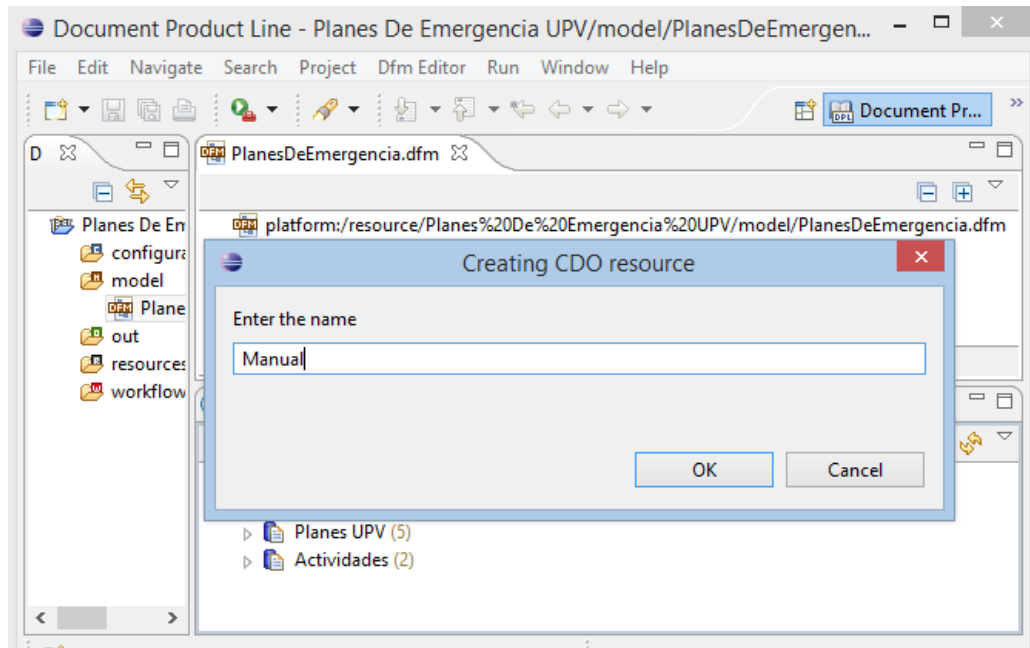 Document Product Line - Planes De Emergencia UPV/model/PlanesDeEmergen...
File Edit Navigate Search Project Dfm Editor Run Window Help
Document Pr...
D
PlanesDeEmergencia.dfm
Planes De Em
platform:/resource/Planes%20De%20Emergencia%20UPV/model/PlanesDeEmergencia.dfm
configura
Creating CDO resource
model
Plane
Enter the name
out
resources
Manual
workflow
OK Cancel
Planes UPV (5)
Actividades (2)